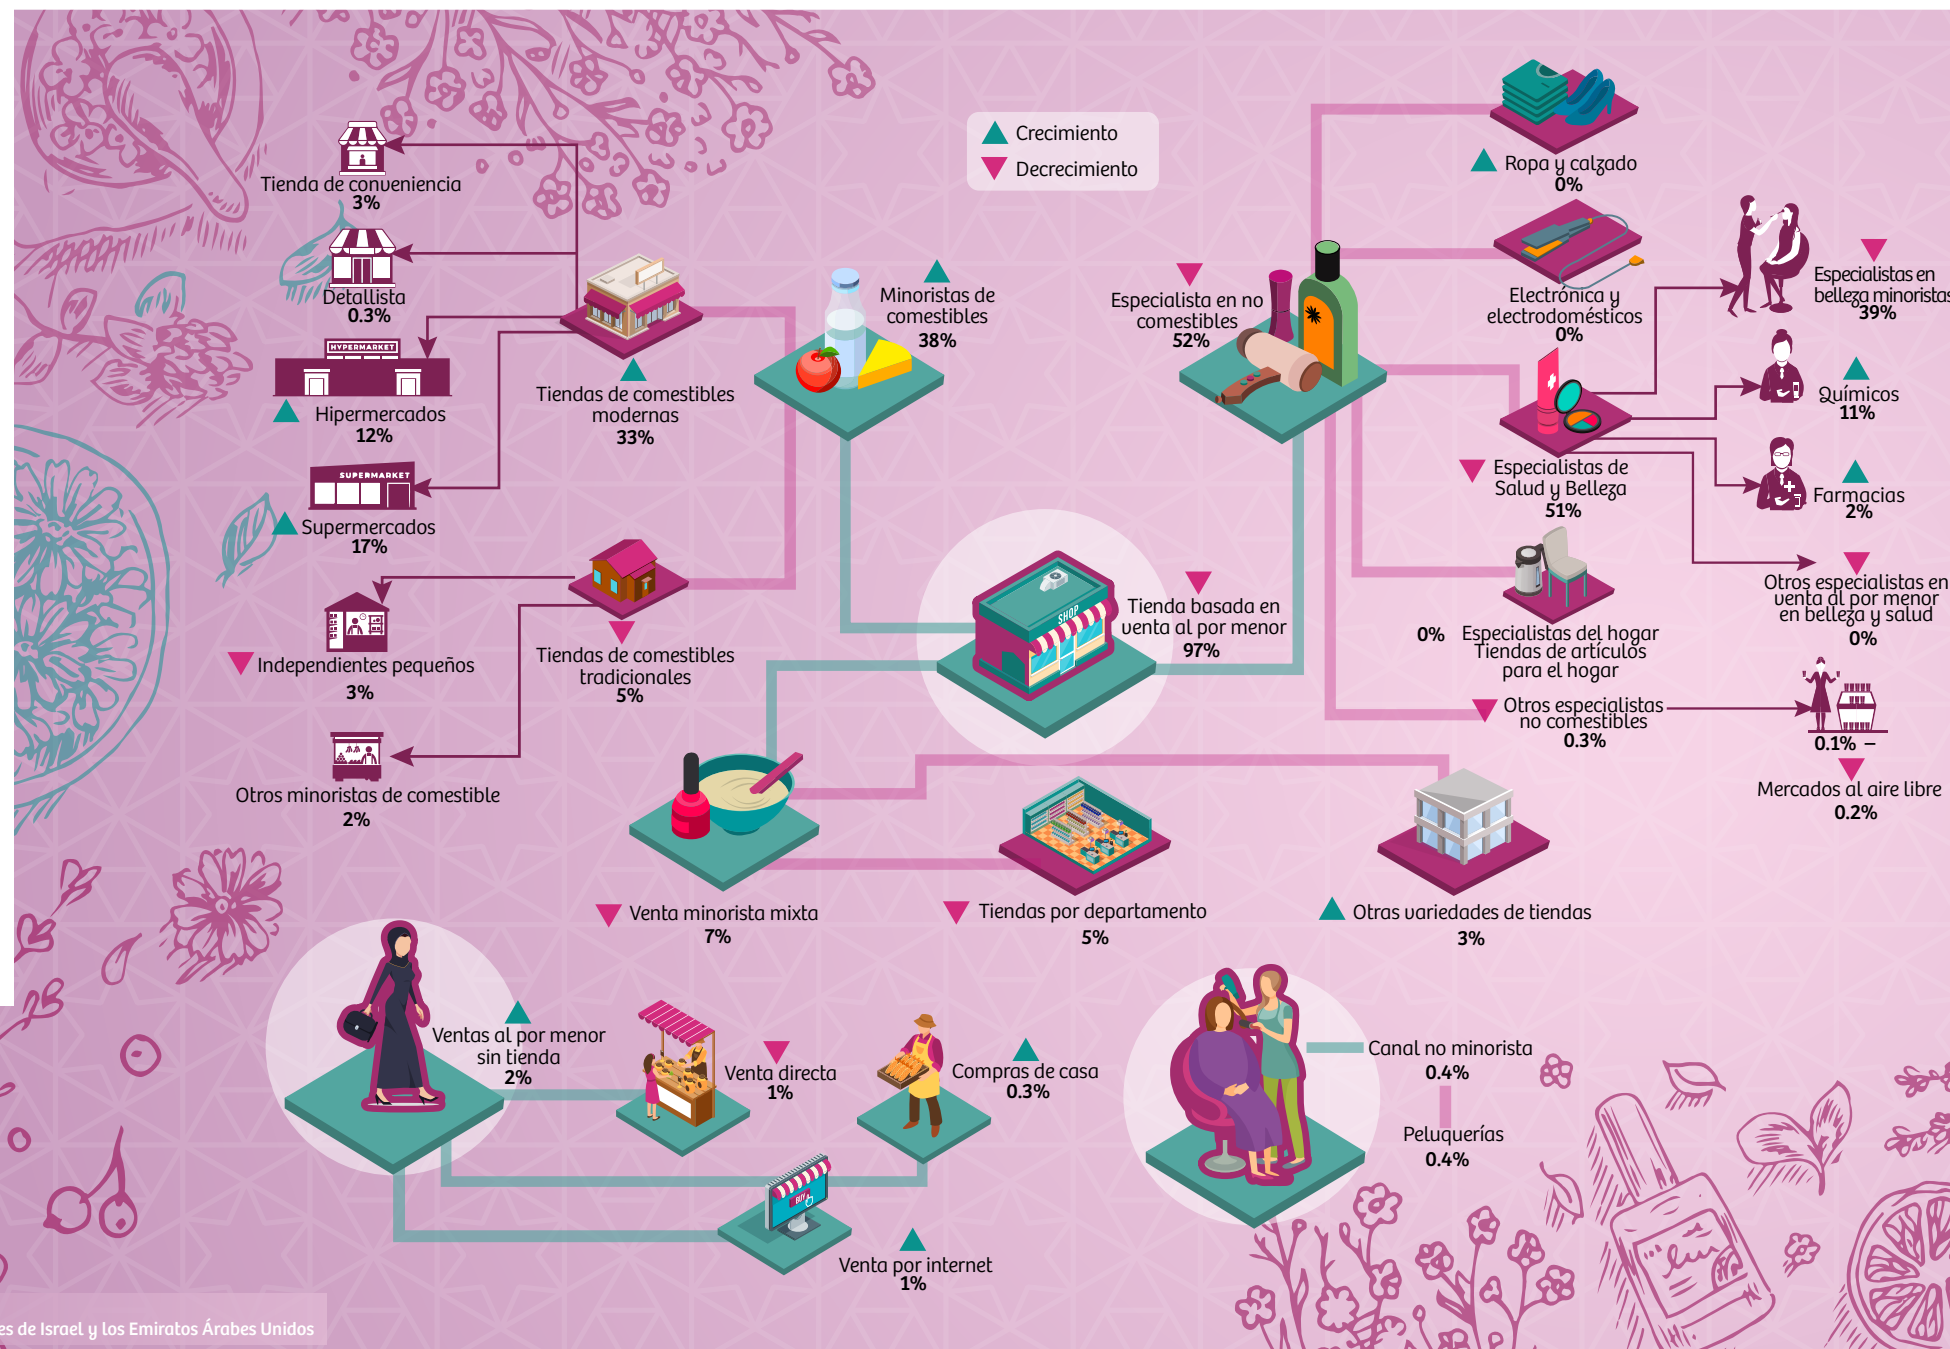 Crecimiento
Decrecimiento
Tienda de conveniencia
3%
Detallista
0.3%
HYPERMARKET
Hipermercados
12%
SUPERMARKET
Supermercados
17%
Tiendas de comestibles
modernas
33%
Minoristas de
comestibles
38%
Independientes pequeños
3%
Otros minoristas de comestible
2%
Tiendas de comestibles
tradicionales
5%
Especialista en no
comestibles
52%
Ropa y calzado
0%
Electrónica y
electrodomésticos
0%
Especialistas de
Salud y Belleza
51%
Especialistas en
belleza minoristas
39%
Químicos
11%
Farmacias
2%
Otros especialistas en
venta al por menor
en belleza y salud
0%
0% Especialistas del hogar
Tiendas de artículos
para el hogar
Otros especialistas
no comestibles
0.3%
0.1% –
Mercados al aire libre
0.2%
SHOP
Tienda basada en
venta al por menor
97%
Venta minorista mixta
7%
Tiendas por departamento
5%
Otras variedades de tiendas
3%
Ventas al por menor
sin tienda
2%
Venta directa
1%
Compras de casa
0.3%
BUY
Venta por internet
1%
Canal no minorista
0.4%
Peluquerías
0.4%
es de Israel y los Emiratos Árabes Unidos